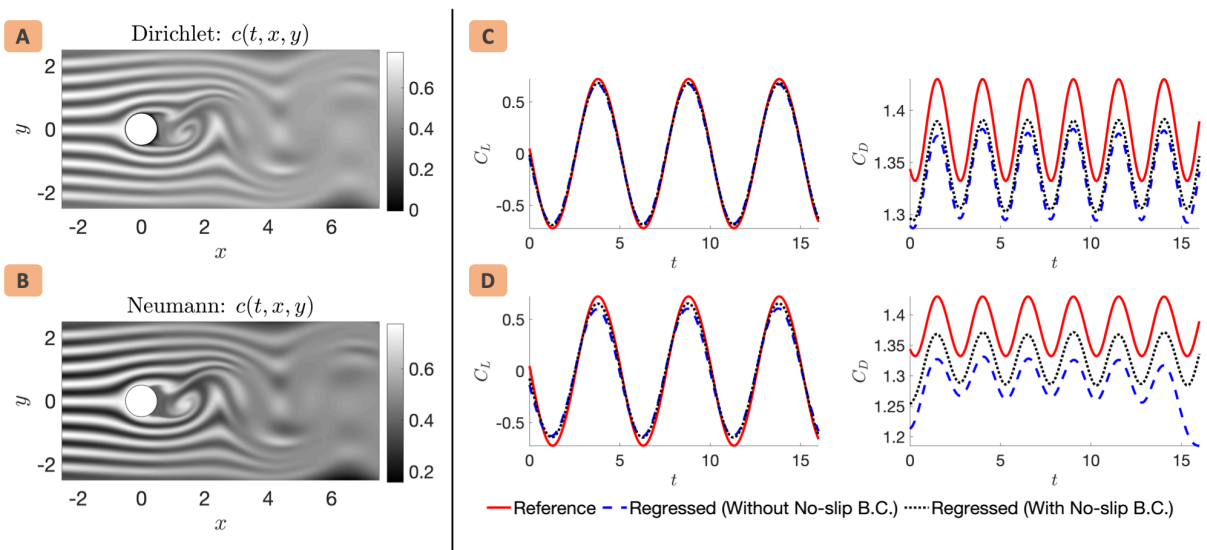 A
Dirichlet: c(t, x, y)
2
0
-2
y
-2 0 2 4 6
x
0.6
0.4
0.2
0
B
Neumann: c(t, x, y)
2
0
-2
y
-2 0 2 4 6
x
0.6
0.4
0.2
C
0.5
0
-0.5
C_L
0 5 10 15
t
1.4
1.35
1.3
C_D
0 5 10 15
t
D
0.5
0
-0.5
C_L
0 5 10 15
t
1.4
1.35
1.3
1.25
1.2
C_D
0 5 10 15
t
Reference Regressed (Without No-slip B.C.) Regressed (With No-slip B.C.)